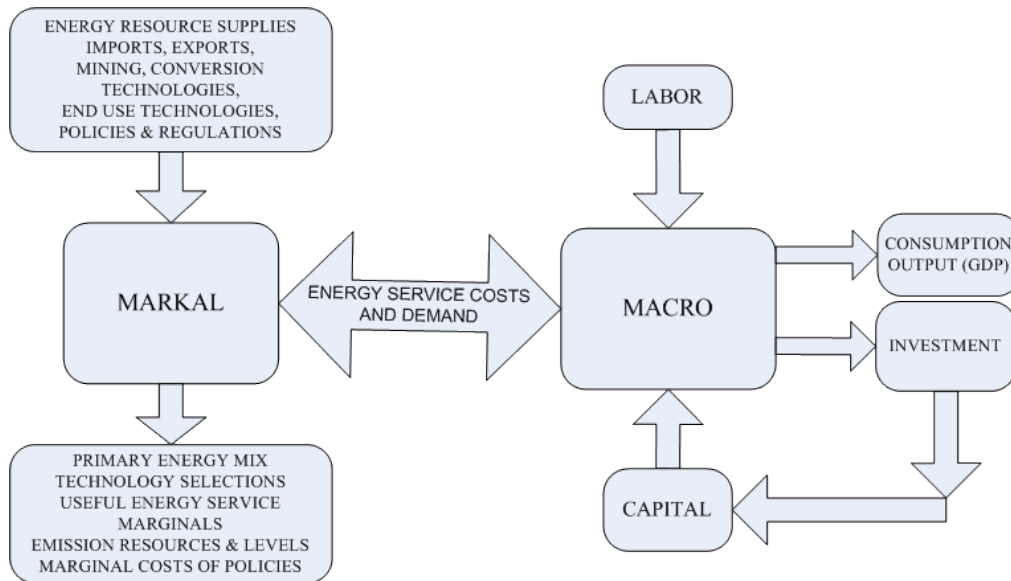 ENERGY RESOURCE SUPPLIES
IMPORTS, EXPORTS,
MINING, CONVERSION
TECHNOLOGIES,
END USE TECHNOLOGIES,
POLICIES & REGULATIONS
LABOR
MARKAL
ENERGY SERVICE COSTS
AND DEMAND
MACRO
CONSUMPTION
OUTPUT (GDP)
INVESTMENT
PRIMARY ENERGY MIX
TECHNOLOGY SELECTIONS
USEFUL ENERGY SERVICE
MARGINALS
EMISSION RESOURCES & LEVELS
MARGINAL COSTS OF POLICIES
CAPITAL